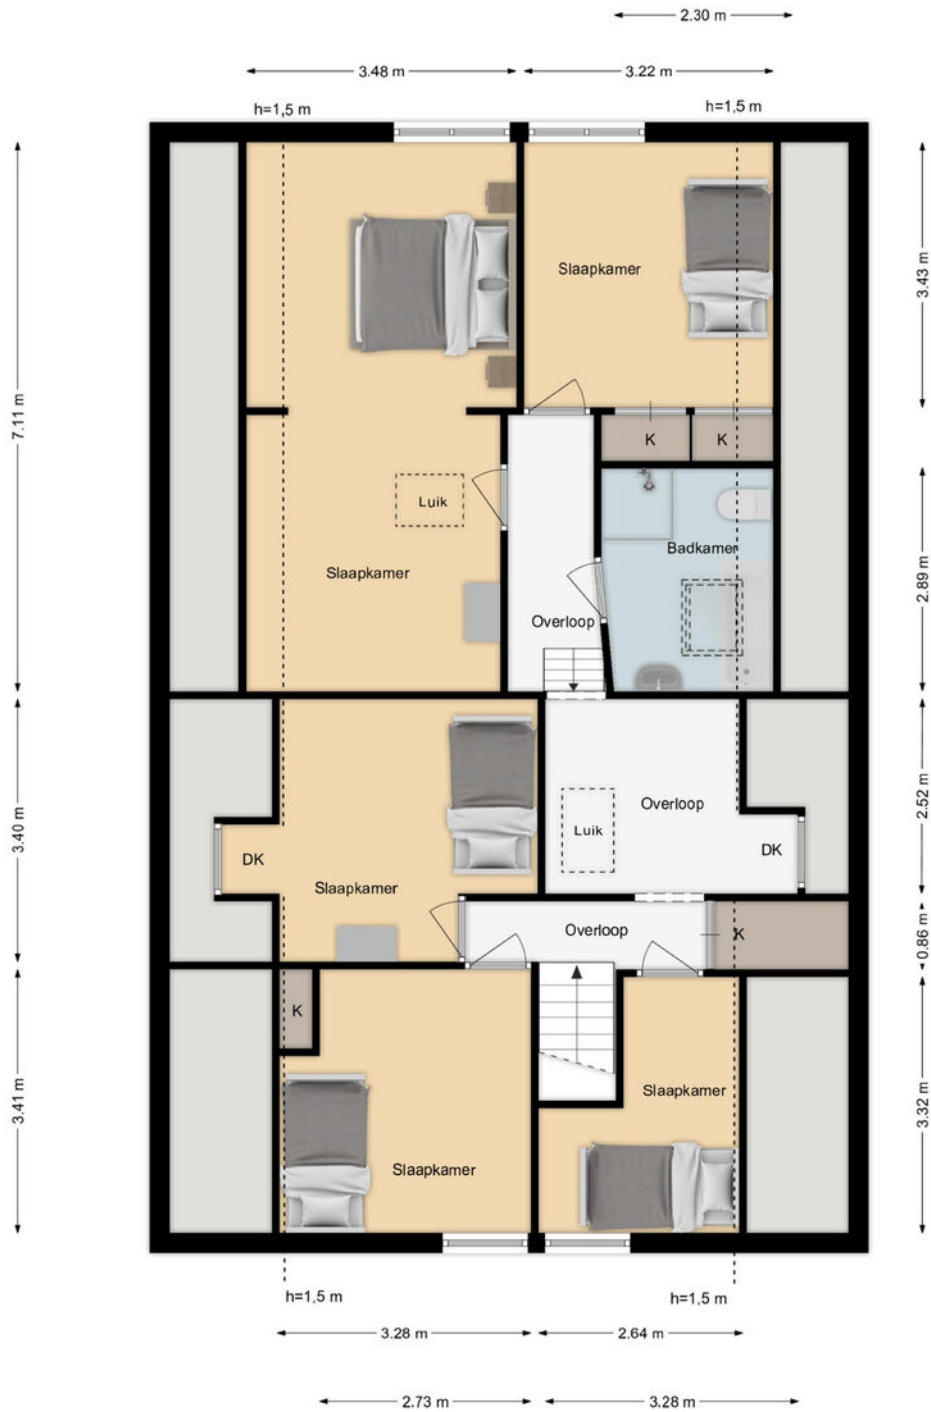 2.30 m
3.48 m
3.22 m
h=1,5 m
h=1,5 m
7.11 m
3.43 m
Slaapkamer
K
K
Luik
Badkamer
Slaapkamer
2.89 m
Overloop
3.40 m
2.52 m
Overloop
Luik
DK
DK
Slaapkamer
Overloop
K
0.86 m
K
3.41 m
Slaapkamer
3.32 m
Slaapkamer
h=1,5 m
h=1,5 m
3.28 m
2.64 m
2.73 m
3.28 m